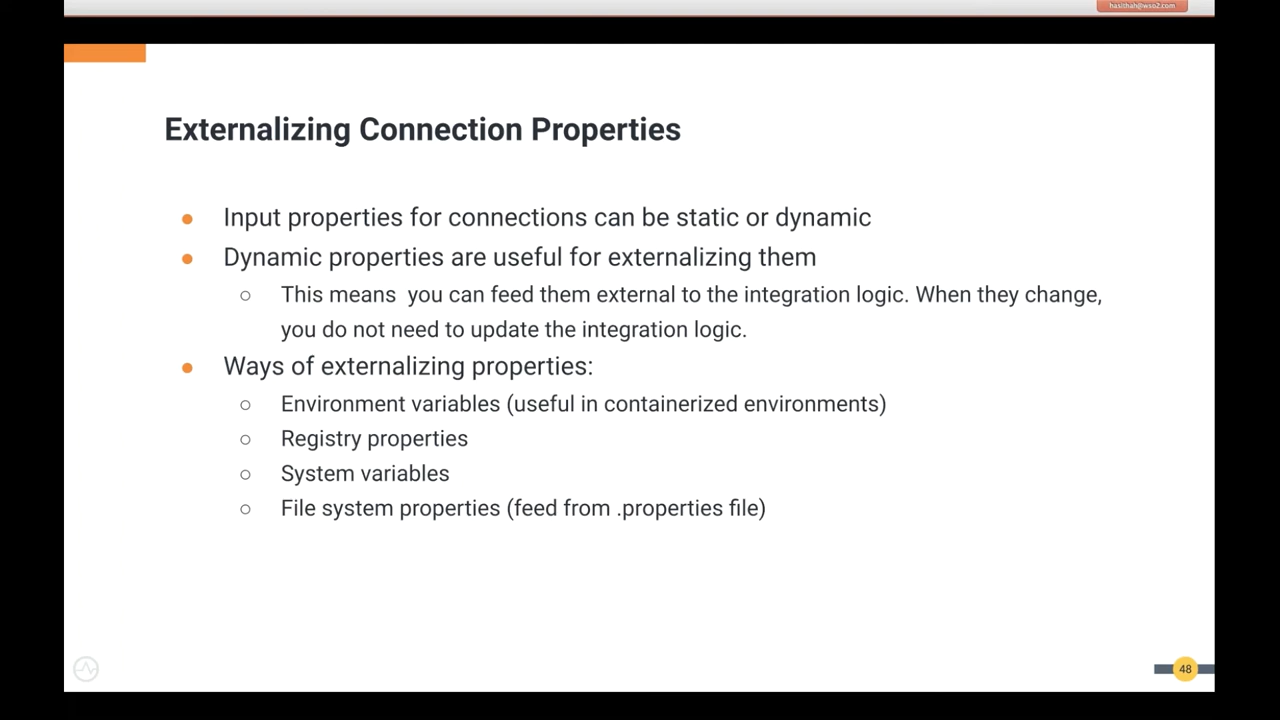 hasithah@wso2.com
Externalizing Connection Properties
● Input properties for connections can be static or dynamic
● Dynamic properties are useful for externalizing them
○ This means you can feed them external to the integration logic. When they change,
you do not need to update the integration logic.
● Ways of externalizing properties:
○ Environment variables (useful in containerized environments)
○ Registry properties
○ System variables
○ File system properties (feed from .properties file)
48